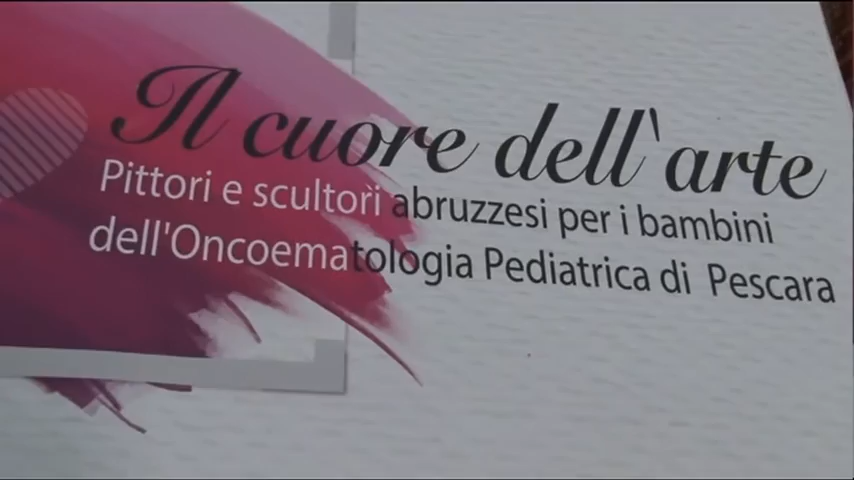 Il cuore dell'arte
Pittori e scultori abruzzesi per i bambini
dell'Oncoematologia Pediatrica di Pescara